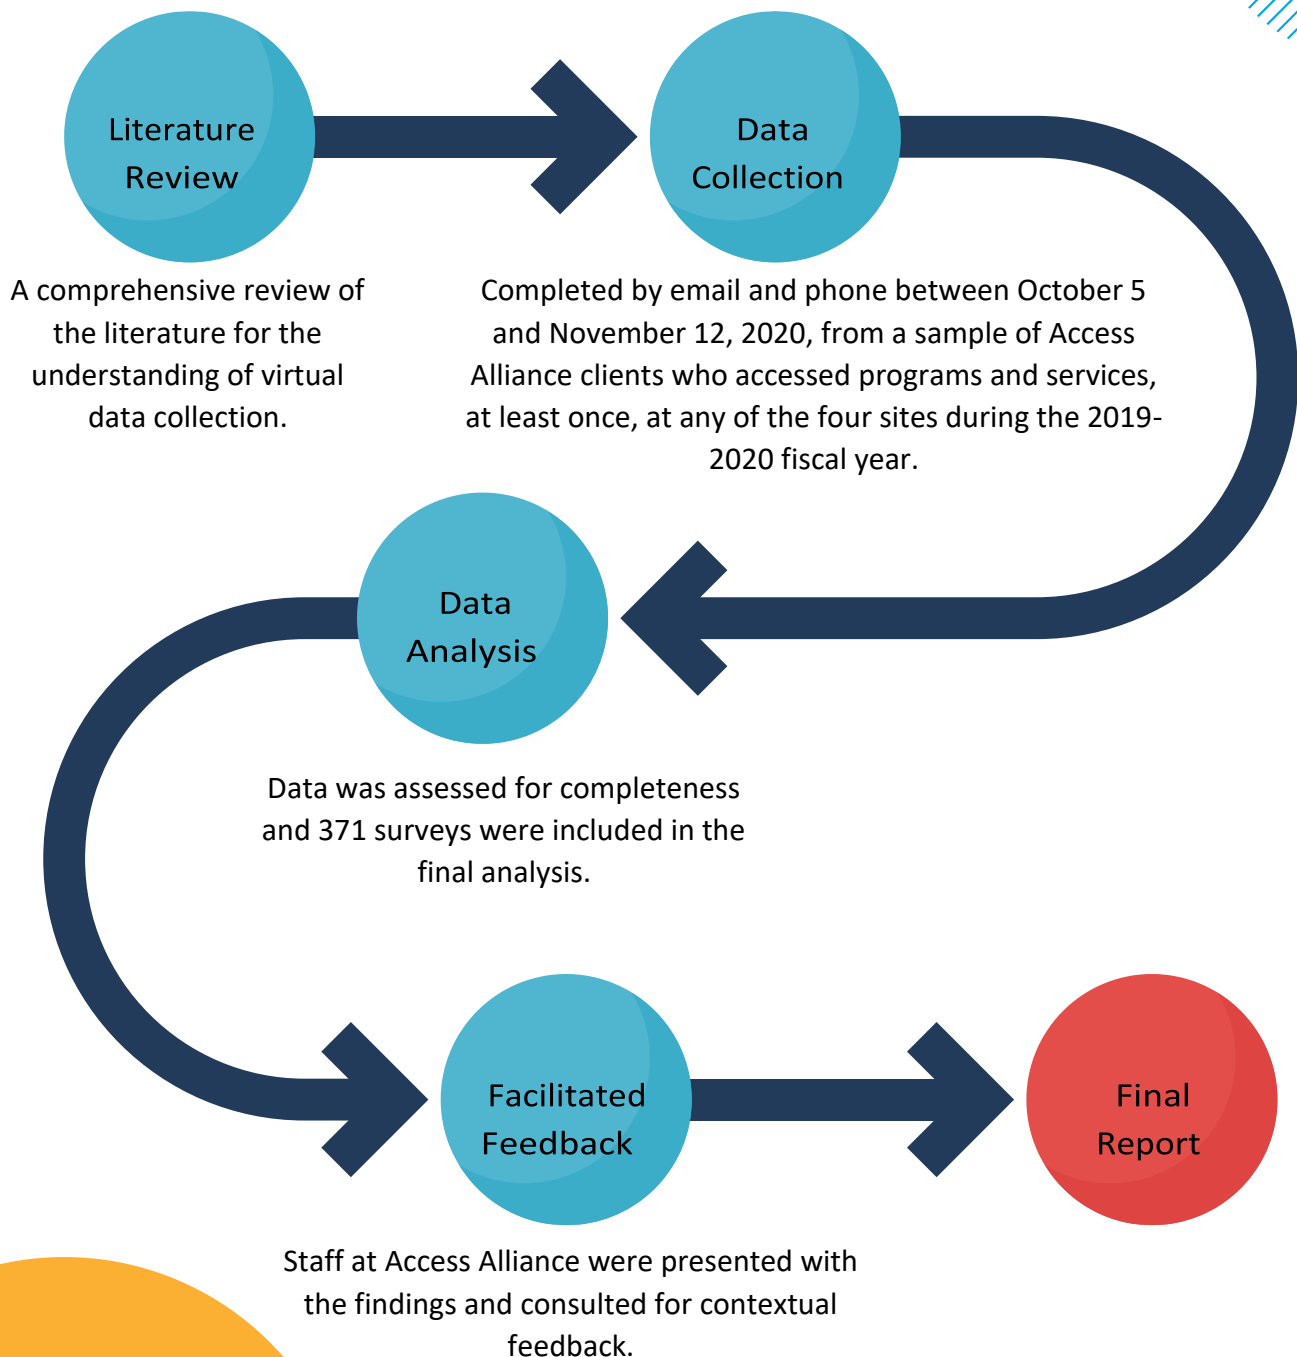 Literature
Review
Data
Collection
A comprehensive review of
the literature for the
understanding of virtual
data collection.
Completed by email and phone between October 5
and November 12, 2020, from a sample of Access
Alliance clients who accessed programs and services,
at least once, at any of the four sites during the 2019-
2020 fiscal year.
Data
Analysis
Data was assessed for completeness
and 371 surveys were included in the
final analysis.
Facilitated
Feedback
Final
Report
Staff at Access Alliance were presented with
the findings and consulted for contextual
feedback.